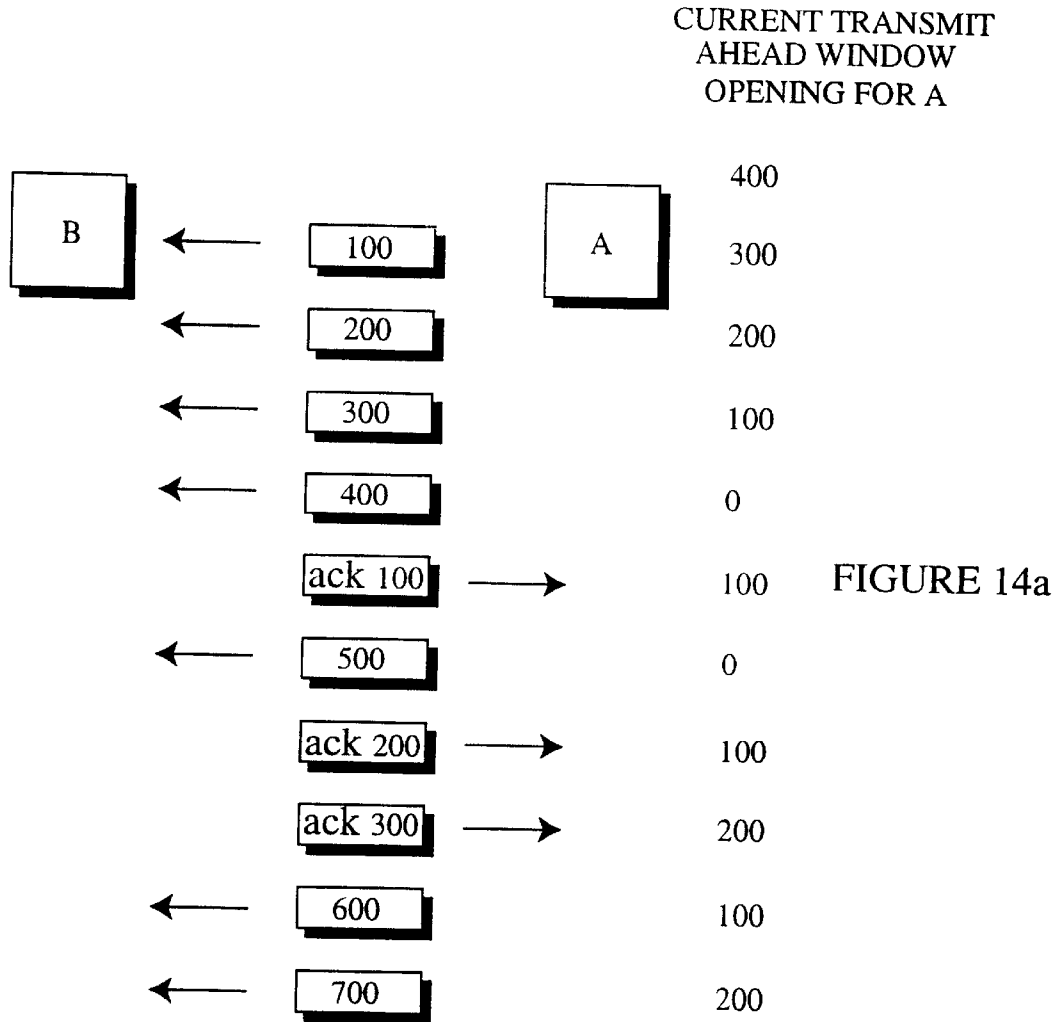 CURRENT TRANSMIT
AHEAD WINDOW
OPENING FOR A
400
B
100
A
300
200
200
300
100
400
0
ack 100
100
FIGURE 14a
500
0
ack 200
100
ack 300
200
600
100
700
200